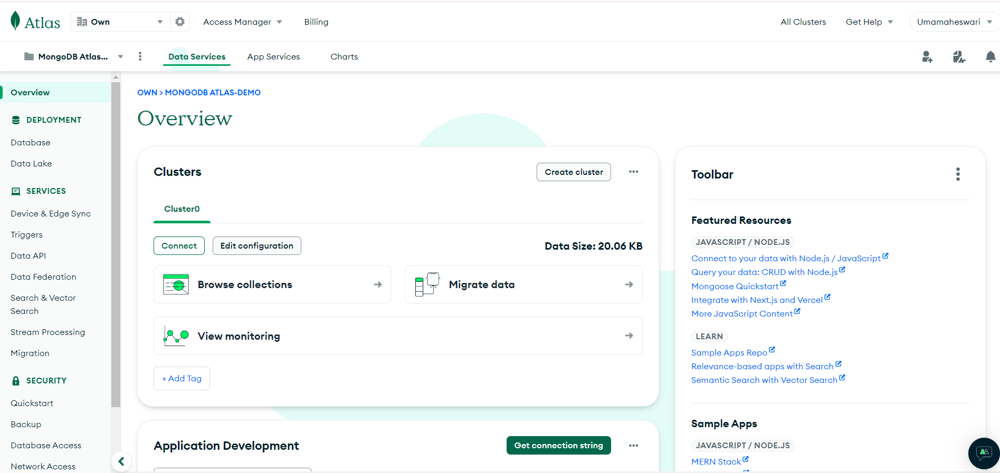 Atlas
Own
Access Manager
Billing
All Clusters
Get Help
Umamaheswari
MongoDB Atlas...
Data Services
App Services
Charts
Overview
DEPLOYMENT
Database
Data Lake
SERVICES
Device & Edge Sync
Triggers
Data API
Data Federation
Search & Vector
Search
Stream Processing
Migration
SECURITY
Quickstart
Backup
Database Access
Network Access
OWN > MONGODB ATLAS-DEMO
Overview
Clusters
Create cluster
Cluster0
Connect
Edit configuration
Data Size: 20.06 KB
Browse collections
Migrate data
View monitoring
+ Add Tag
Application Development
Get connection string
Toolbar
Featured Resources
JAVASCRIPT / NODE.JS
Connect to your data with Node.js / JavaScript
Query your data: CRUD with Node.js
Mongoose Quickstart
Integrate with Next.js and Vercel
More JavaScript Content
LEARN
Sample Apps Repo
Relevance-based apps with Search
Semantic Search with Vector Search
Sample Apps
JAVASCRIPT / NODE.JS
MERN Stack